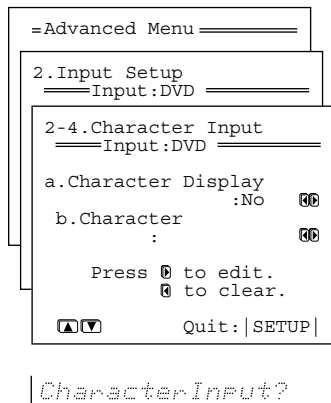 =Advanced Menu
2.Input Setup
Input:DVD
2-4.Character Input
Input:DVD
a.Character Display
:No
b.Character
:
Press to edit.
to clear.
Quit:|SETUP|
CharacterInput?